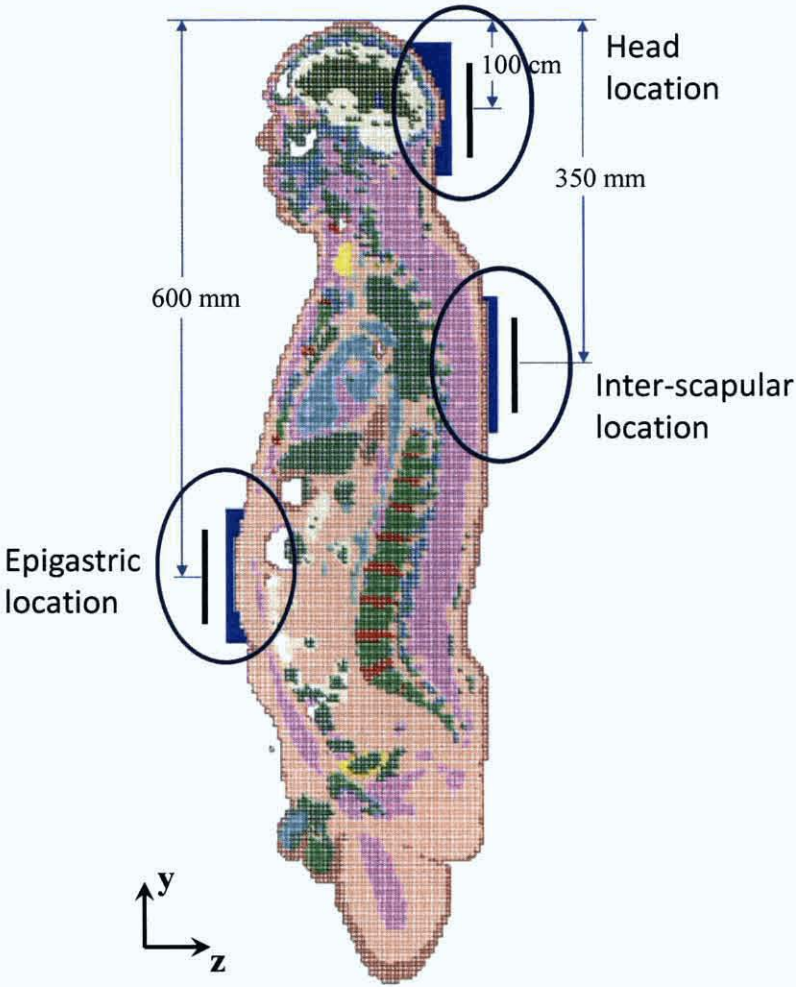 Head
location
100 cm
350 mm
600 mm
Inter-scapular
location
Epigastric
location
y
z